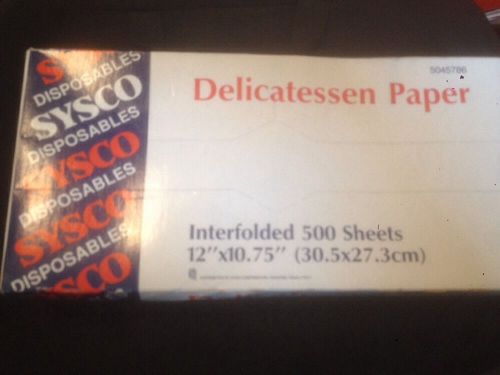 S
DISPOSABLES
SYSCO
DISPOSABLES
SYSCO
DISPOSABLES
SYSCO
DISPOSABLES
SCO
5045786
Delicatessen Paper
Interfolded 500 Sheets
12"x10.75" (30.5x27.3cm)